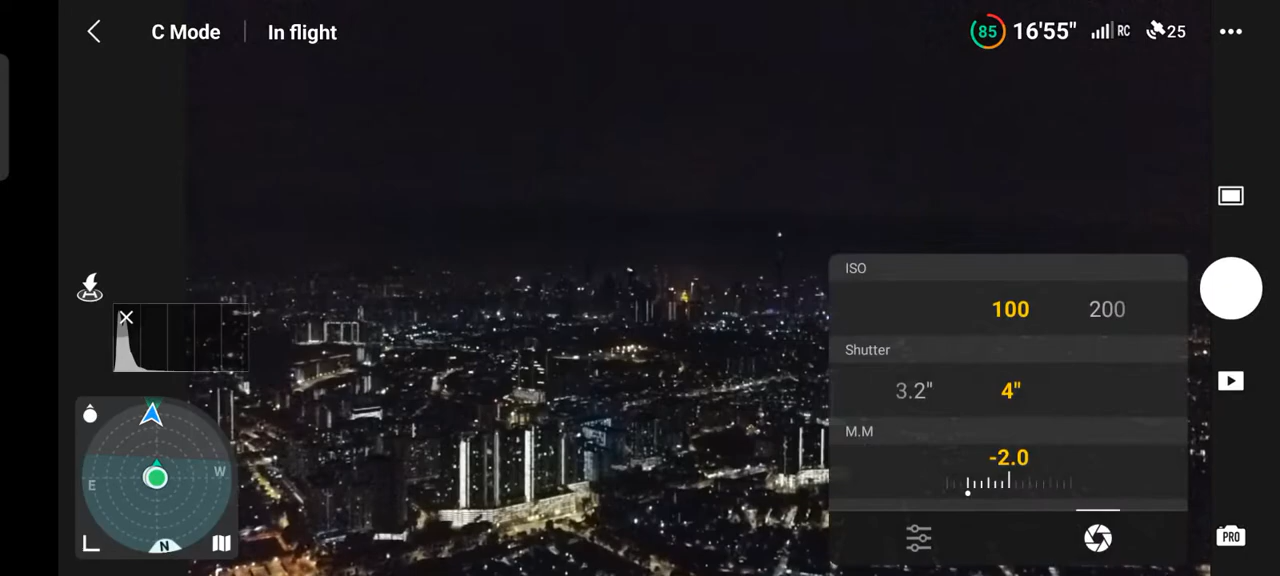 C Mode | In flight
85 16'55" RC 25
ISO
100 200
Shutter
3.2" 4"
M.M
-2.0
W
E
N
PRO